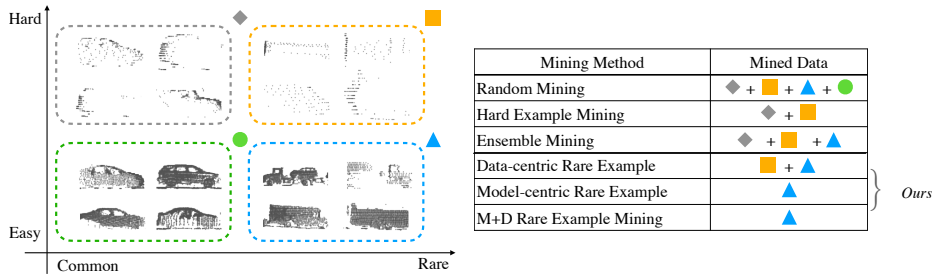 Hard
Easy
Common Rare
Mining Method Mined Data
Random Mining + + +
Hard Example Mining +
Ensemble Mining + +
Data-centric Rare Example +
Model-centric Rare Example
M+D Rare Example Mining
Ours